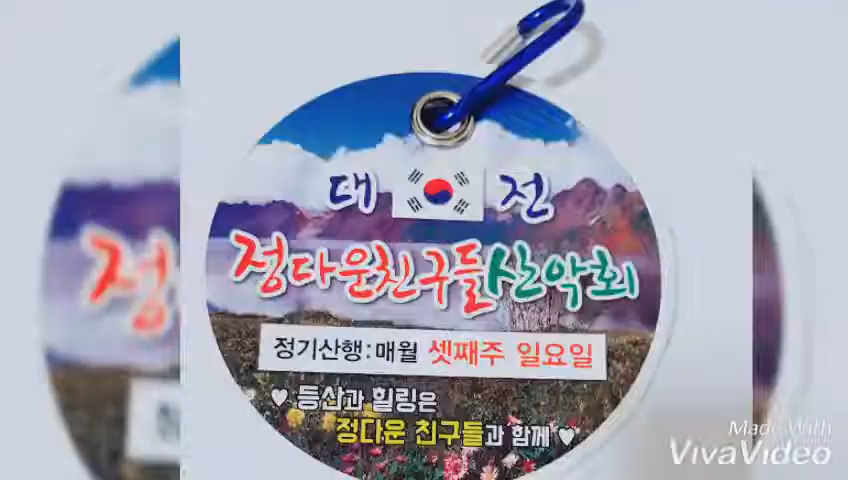 대 전
정다운친구들산악회
정기산행:매월 셋째주 일요일
♥ 등산과 힐링은
정다운 친구들과 함께 ♥
Made With
VivaVideo